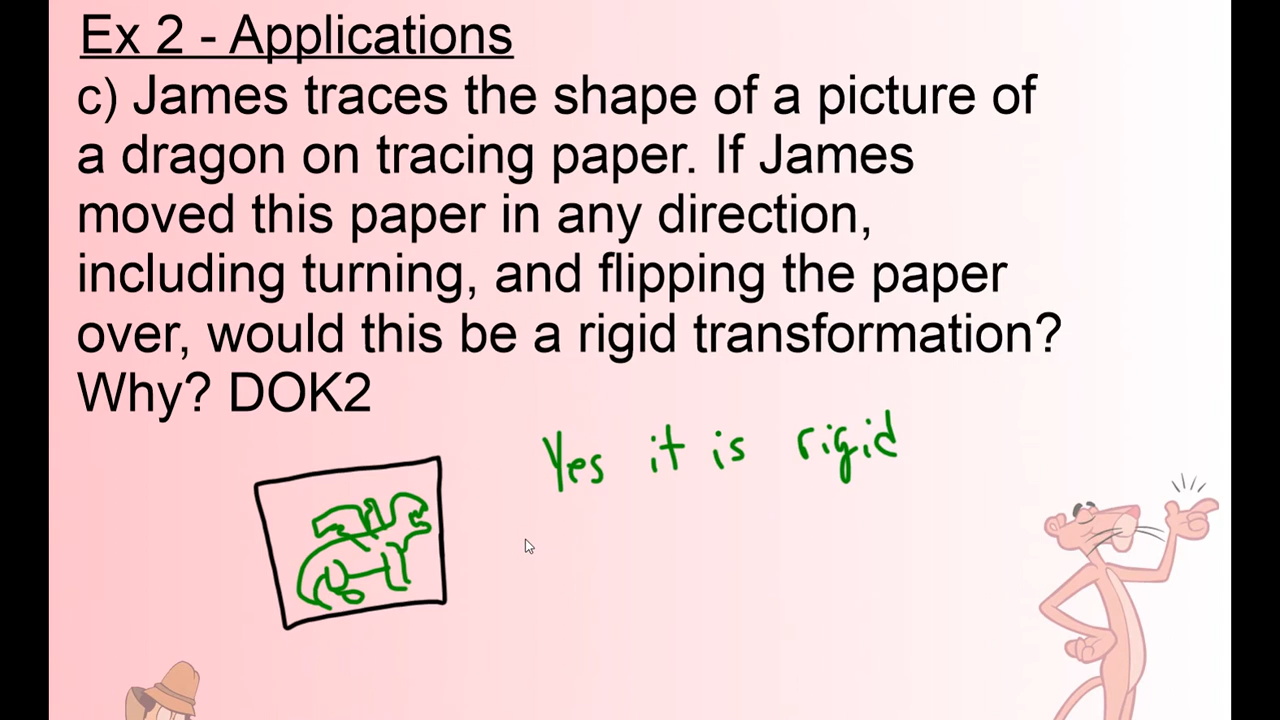 Ex 2 - Applications
c) James traces the shape of a picture of
a dragon on tracing paper. If James
moved this paper in any direction,
including turning, and flipping the paper
over, would this be a rigid transformation?
Why? DOK2
Yes it is rigid